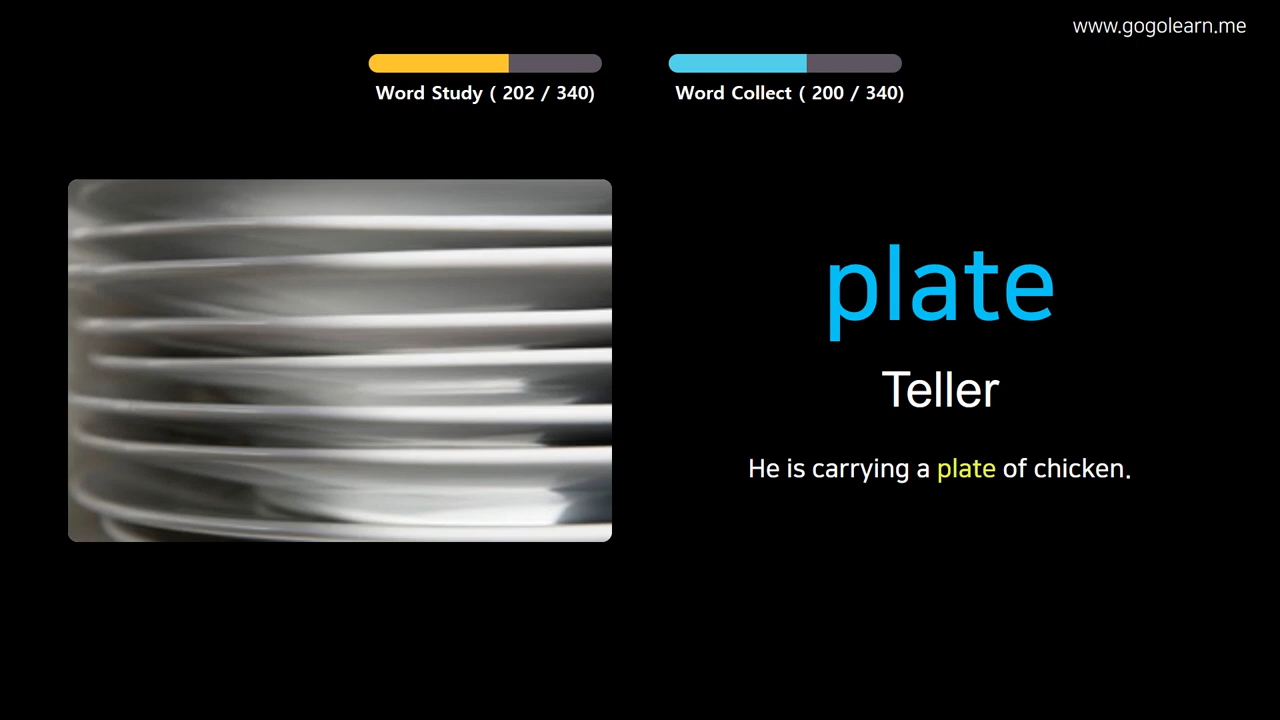 www.gogolearn.me
Word Study ( 202 / 340)
Word Collect ( 200 / 340)
plate
Teller
He is carrying a plate of chicken.